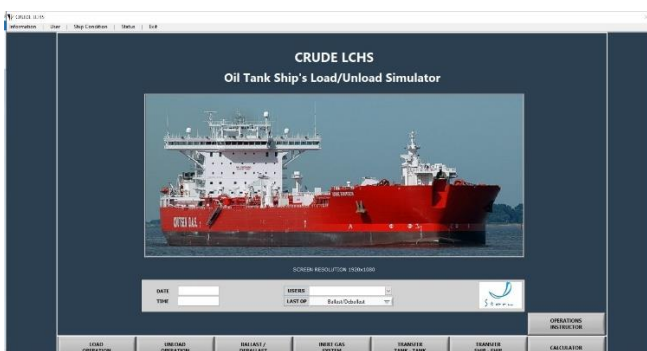 CRUDE LCHS
Information | User | Ship Condition | Status | Exit
CRUDE LCHS
Oil Tank Ship's Load/Unload Simulator
SCREEN RESOLUTION 1920x1080
DATE
USERS
TIME
LAST OP Ballast/Deballast
OPERATIONS
INSTRUCTOR
LOAD
OPERATION
UNLOAD
OPERATION
BALLAST /
DEBALLAST
INERT GAS
SYSTEM
TRANSFER
TANK - TANK
TRANSFER
SHIP - SHIP
CALCULATOR